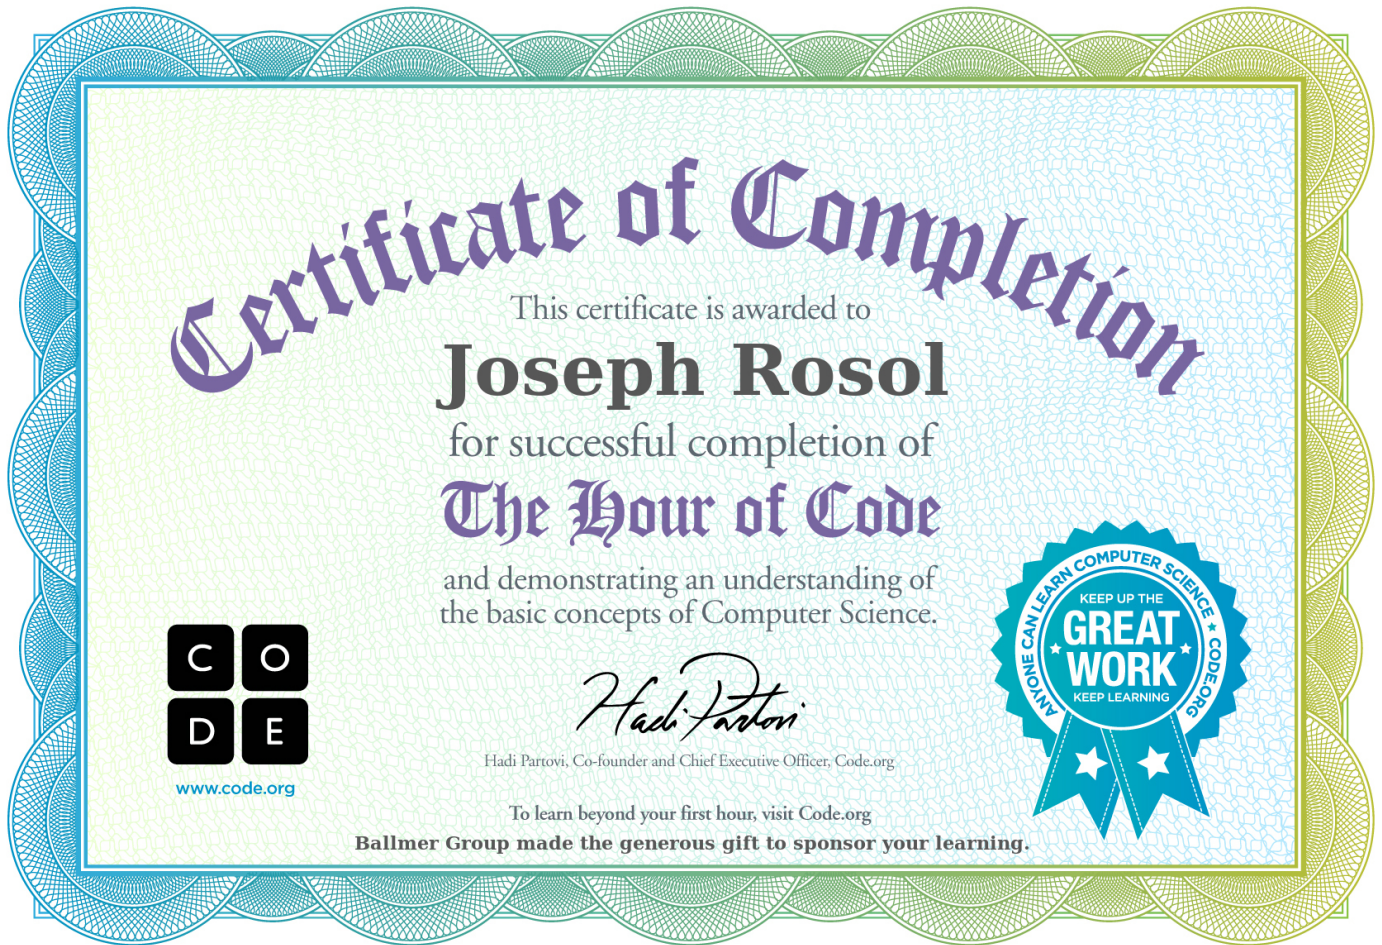 Certificate of Completion
This certificate is awarded to
Joseph Rosol
for successful completion of
The Hour of Code
and demonstrating an understanding of
the basic concepts of Computer Science.
C O
D E
www.code.org
Hadi Partovi
Hadi Partovi, Co-founder and Chief Executive Officer, Code.org
To learn beyond your first hour, visit Code.org
Ballmer Group made the generous gift to sponsor your learning.
ANYONE CAN LEARN COMPUTER SCIENCE ★ CODE.ORG
KEEP UP THE
GREAT
WORK
KEEP LEARNING